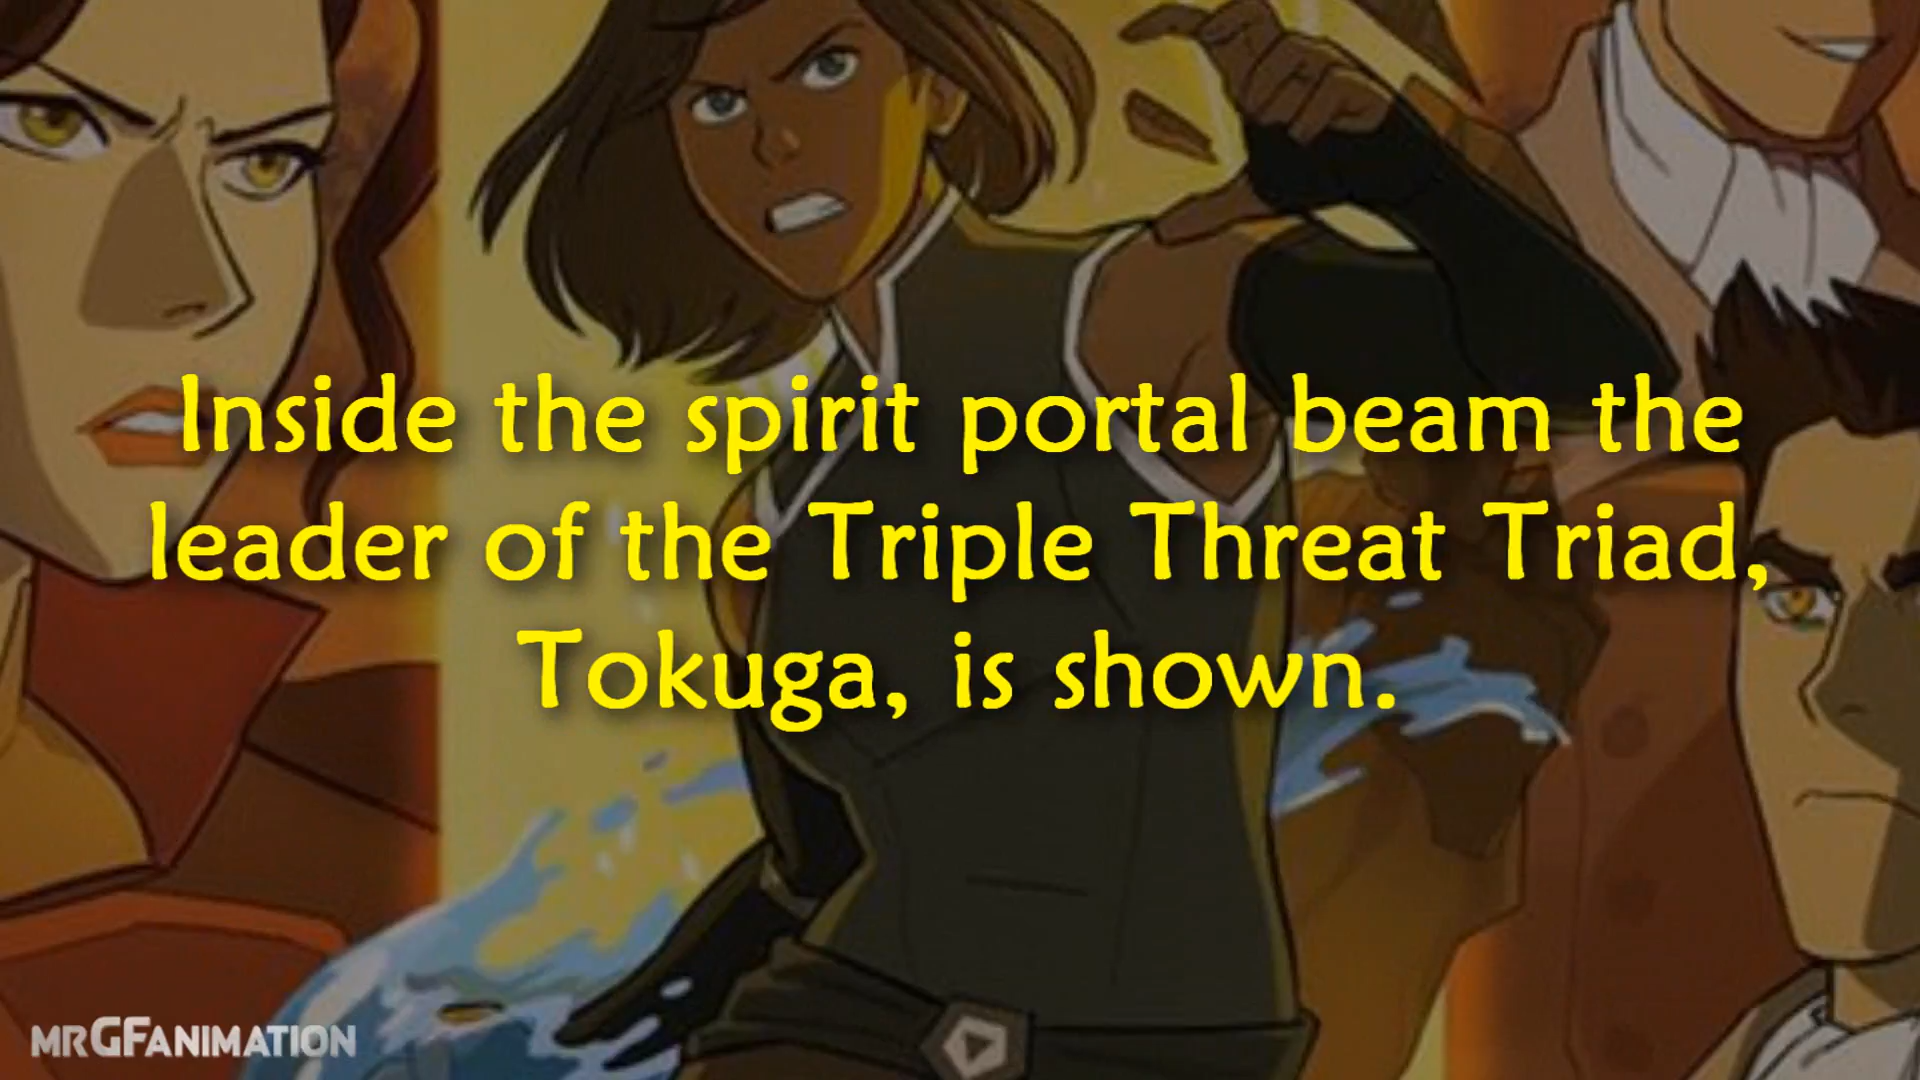 Inside the spirit portal beam the
leader of the Triple Threat Triad,
Tokuga, is shown.
MRGFANIMATION